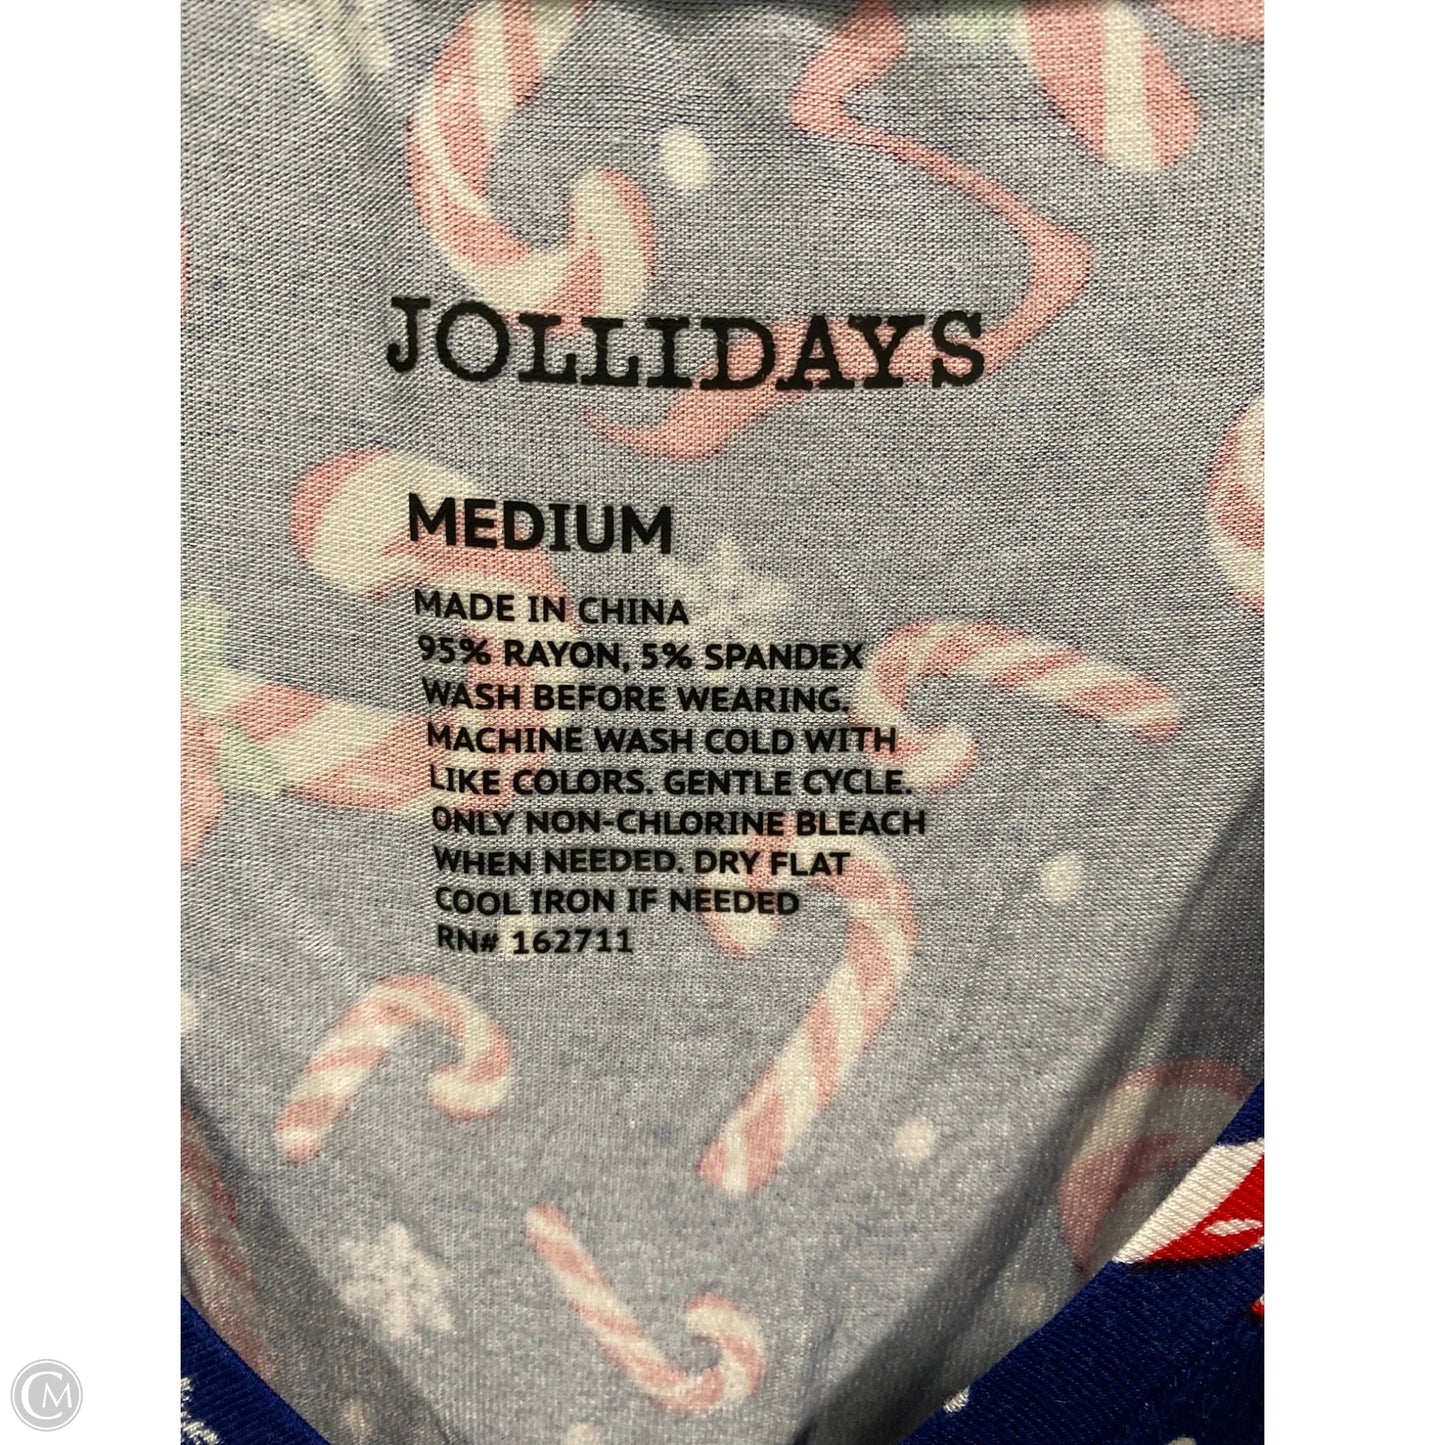 JOLLIDAYS
MEDIUM
MADE IN CHINA
95% RAYON, 5% SPANDEX
WASH BEFORE WEARING.
MACHINE WASH COLD WITH
LIKE COLORS. GENTLE CYCLE.
ONLY NON-CHLORINE BLEACH
WHEN NEEDED. DRY FLAT
COOL IRON IF NEEDED
RN# 162711
CM